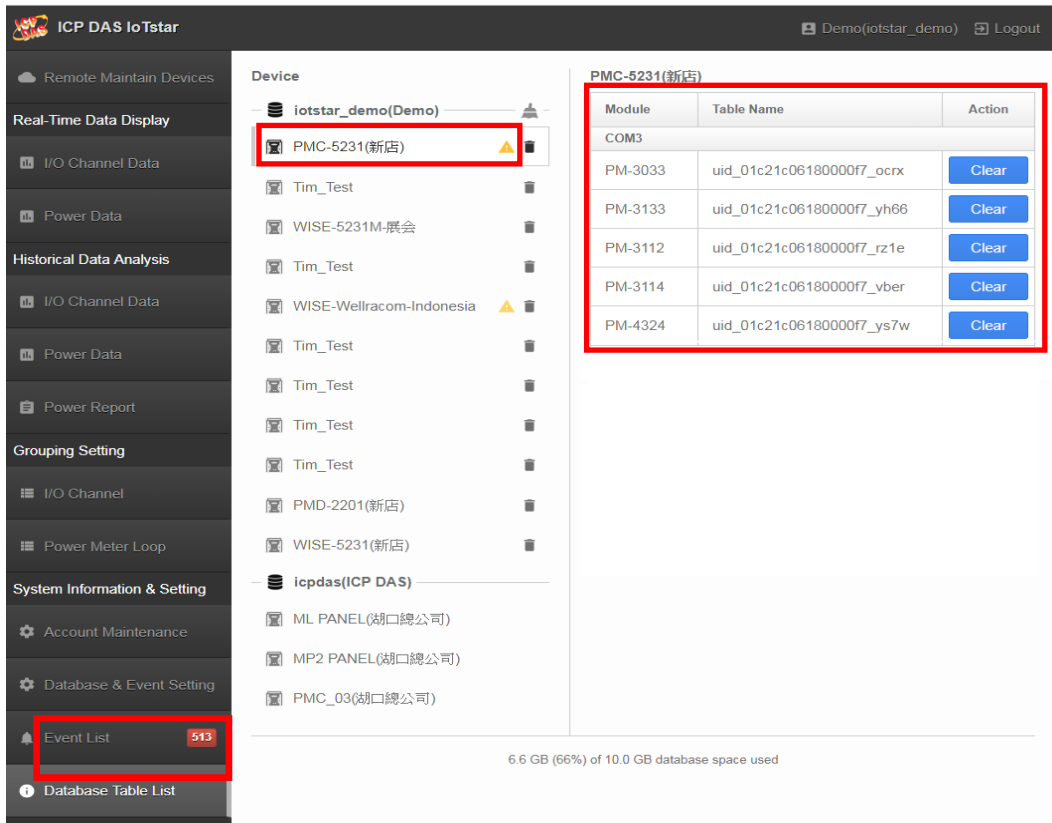 ICP DAS IoTstar
Demo(iotstar_demo)
Logout
Remote Maintain Devices
Real-Time Data Display
I/O Channel Data
Power Data
Historical Data Analysis
I/O Channel Data
Power Data
Power Report
Grouping Setting
I/O Channel
Power Meter Loop
System Information & Setting
Account Maintenance
Database & Event Setting
Event List 513
Database Table List
Device
iotstar_demo(Demo)
PMC-5231(新店)
Tim_Test
WISE-5231M-展会
Tim_Test
WISE-Wellracom-Indonesia
Tim_Test
Tim_Test
Tim_Test
Tim_Test
PMD-2201(新店)
WISE-5231(新店)
icpdas(ICP DAS)
ML PANEL(湖口總公司)
MP2 PANEL(湖口總公司)
PMC_03(湖口總公司)
PMC-5231(新店)
Module Table Name Action
COM3
PM-3033 uid_01c21c06180000f7_ocrx Clear
PM-3133 uid_01c21c06180000f7_yh66 Clear
PM-3112 uid_01c21c06180000f7_rz1e Clear
PM-3114 uid_01c21c06180000f7_vber Clear
PM-4324 uid_01c21c06180000f7_ys7w Clear
6.6 GB (66%) of 10.0 GB database space used